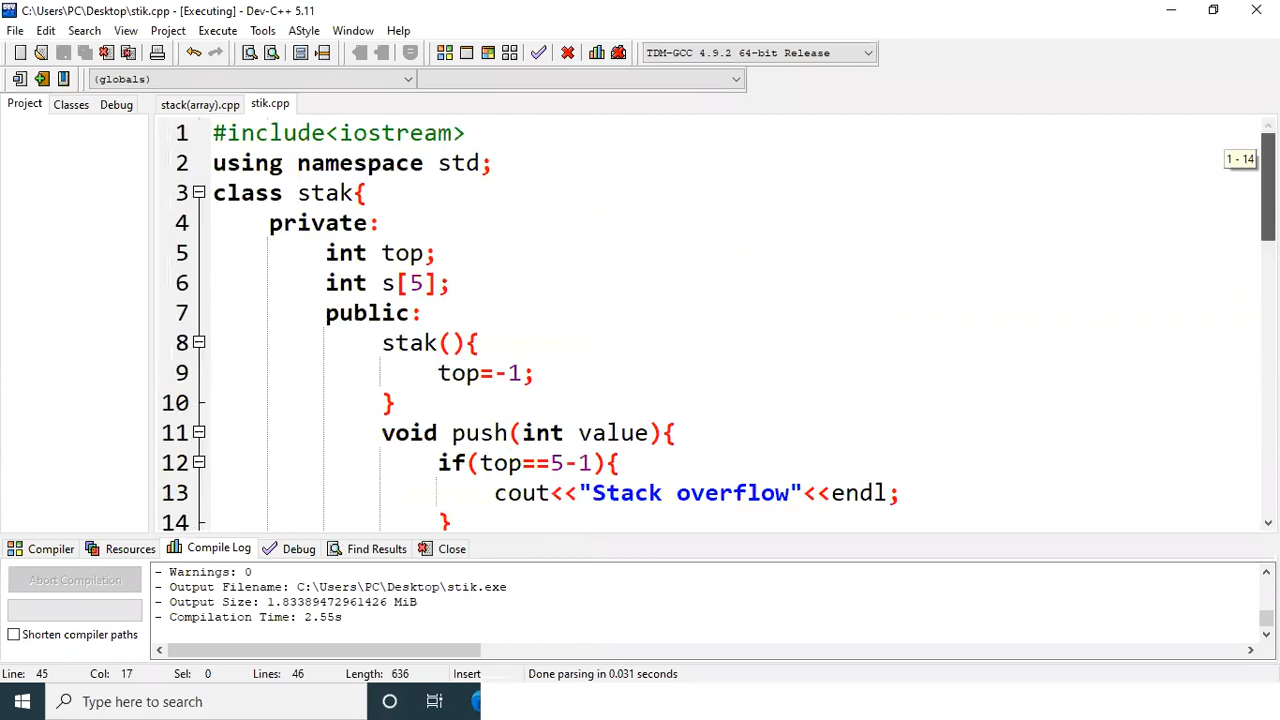 C:\Users\PC\Desktop\stik.cpp - [Executing] - Dev-C++ 5.11
File Edit Search View Project Execute Tools AStyle Window Help
TDM-GCC 4.9.2 64-bit Release
(globals)
Project Classes Debug stack(array).cpp stik.cpp
1 #include<iostream>
2 using namespace std;
3 class stak{
4 private:
5 int top;
6 int s[5];
7 public:
8 stak(){
9 top=-1;
10 }
11 void push(int value){
12 if(top==5-1){
13 cout<<"Stack overflow"<<endl;
14 }
1 - 14
Compiler Resources Compile Log Debug Find Results Close
Abort Compilation
Shorten compiler paths
- Warnings: 0
- Output Filename: C:\Users\PC\Desktop\stik.exe
- Output Size: 1.83389472961426 MiB
- Compilation Time: 2.55s
Line: 45 Col: 17 Sel: 0 Lines: 46 Length: 636 Insert Done parsing in 0.031 seconds
Type here to search